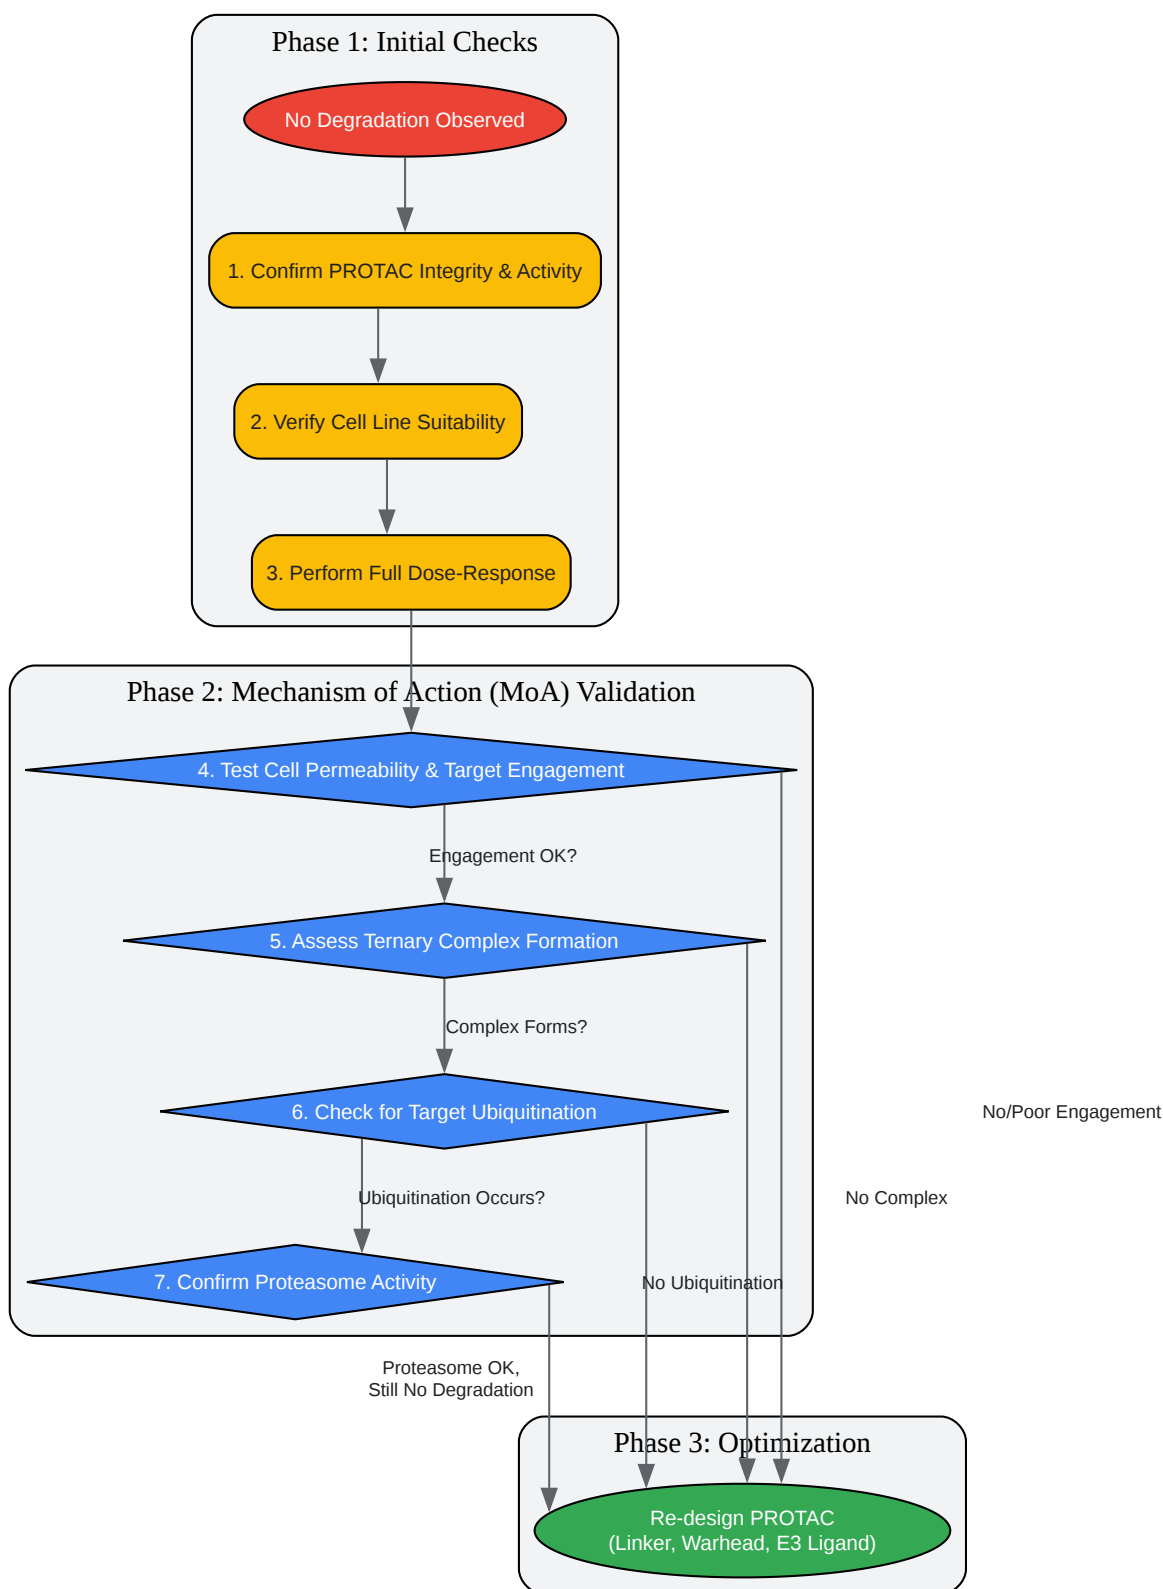 Phase 1: Initial Checks
No Degradation Observed
1. Confirm PROTAC Integrity & Activity
2. Verify Cell Line Suitability
3. Perform Full Dose-Response
Phase 2: Mechanism of Action (MoA) Validation
4. Test Cell Permeability & Target Engagement
Engagement OK?
5. Assess Ternary Complex Formation
Complex Forms?
6. Check for Target Ubiquitination
No/Poor Engagement
Ubiquitination Occurs?
No Complex
7. Confirm Proteasome Activity
No Ubiquitination
Proteasome OK,
Still No Degradation
Phase 3: Optimization
Re-design PROTAC
(Linker, Warhead, E3 Ligand)